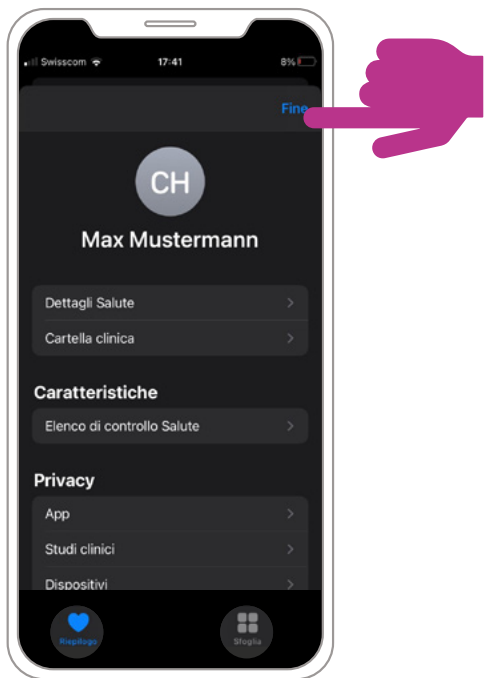 Swisscom 17:41 8%
Fine
CH
Max Mustermann
Dettagli Salute
Cartella clinica
Caratteristiche
Elenco di controllo Salute
Privacy
App
Studi clinici
Dispositivi
Riepilogo Sfoglia